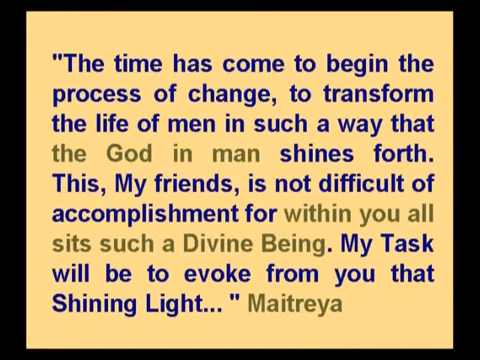 "The time has come to begin the
process of change, to transform
the life of men in such a way that
the God in man shines forth.
This, My friends, is not difficult of
accomplishment for within you all
sits such a Divine Being. My Task
will be to evoke from you that
Shining Light... " Maitreya